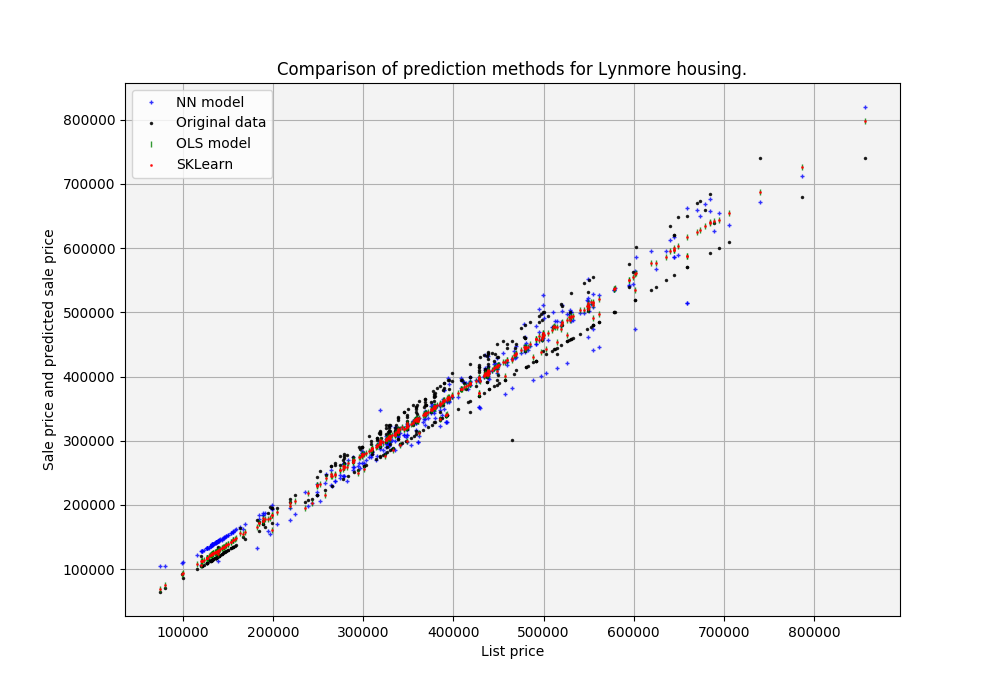 Comparison of prediction methods for Lynmore housing.
NN model
Original data
OLS model
SKLearn
Sale price and predicted sale price
800000
700000
600000
500000
400000
300000
200000
100000
100000 200000 300000 400000 500000 600000 700000 800000
List price